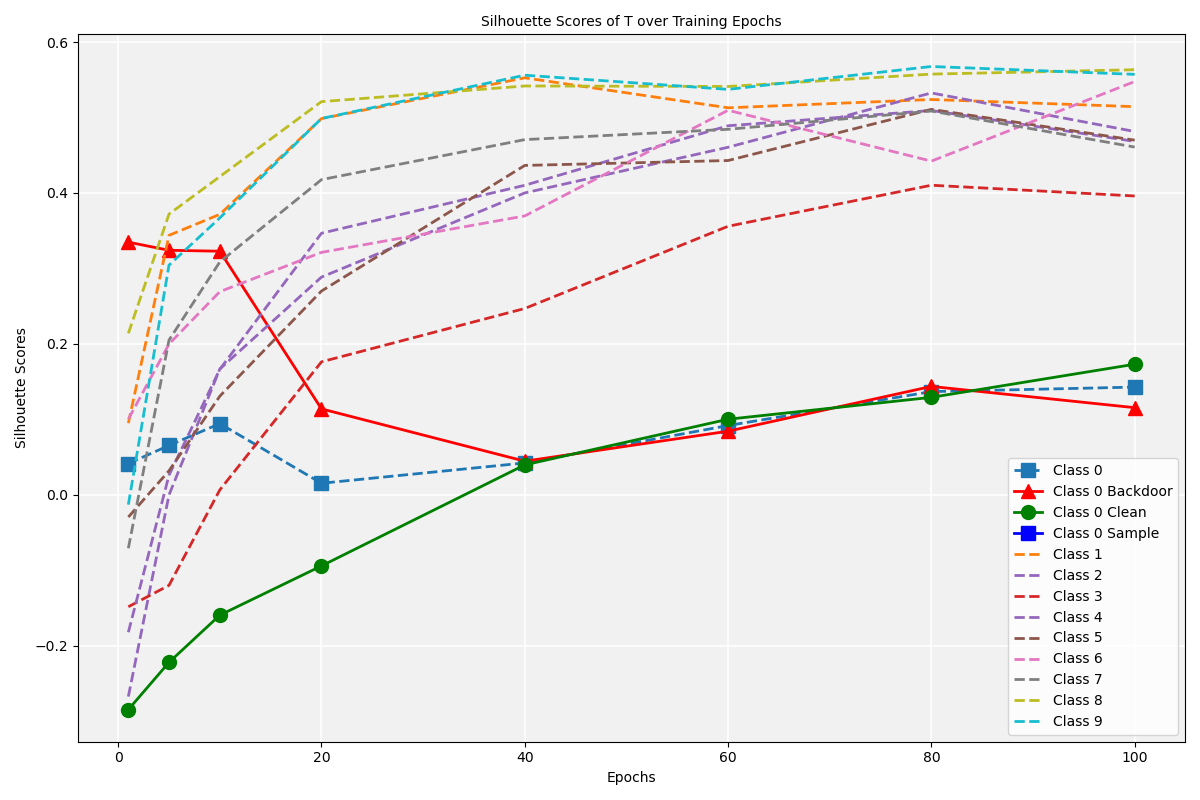 Silhouette Scores of T over Training Epochs
Silhouette Scores
0.6
0.4
0.2
0.0
−0.2
0
20
40
60
80
100
Epochs
Class 0
Class 0 Backdoor
Class 0 Clean
Class 0 Sample
Class 1
Class 2
Class 3
Class 4
Class 5
Class 6
Class 7
Class 8
Class 9